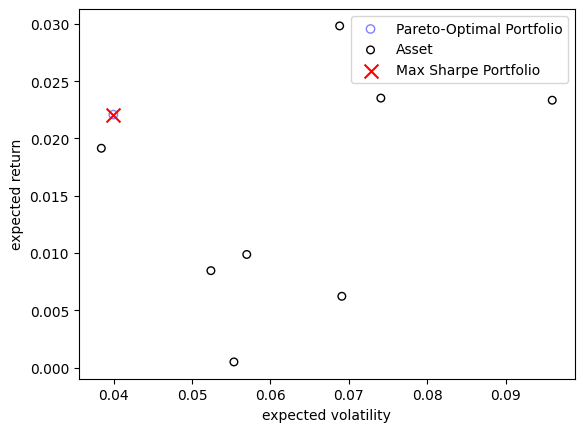 0.030
0.025
0.020
0.015
0.010
0.005
0.000
expected return
Pareto-Optimal Portfolio
Asset
Max Sharpe Portfolio
0.04 0.05 0.06 0.07 0.08 0.09
expected volatility